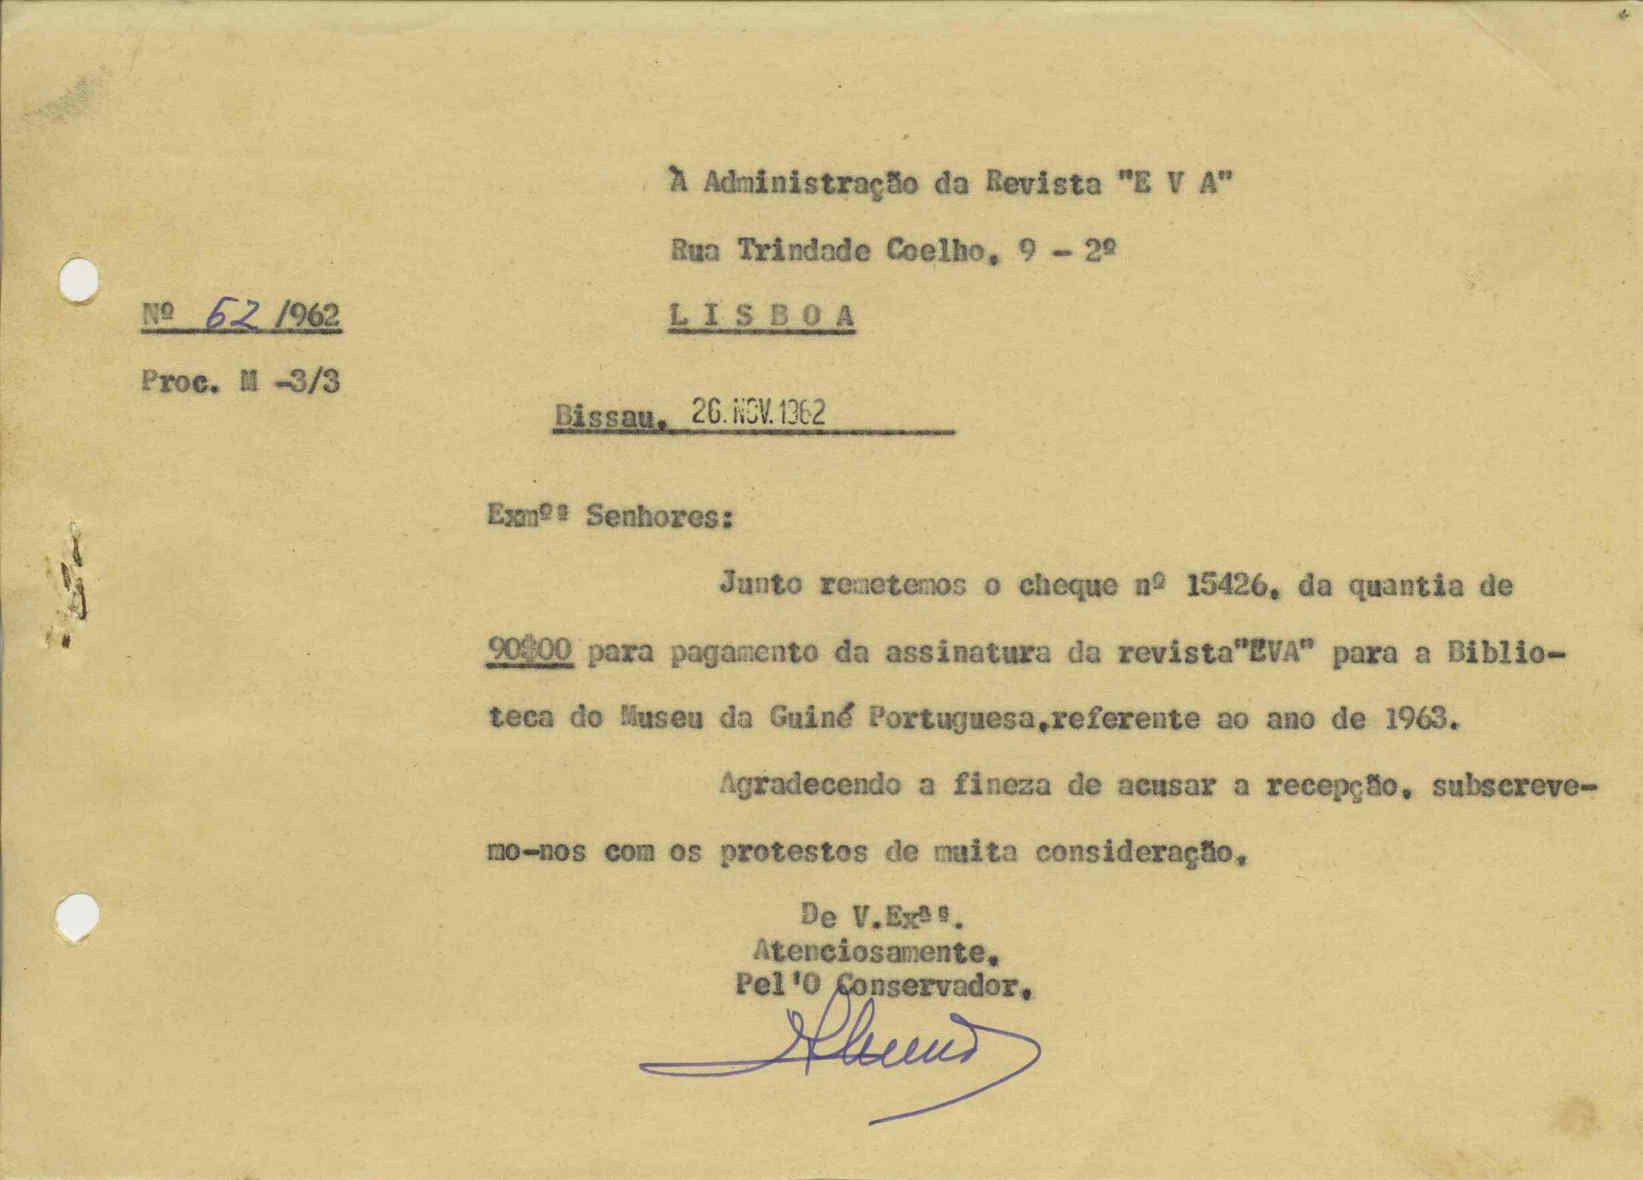 À Administração da Revista "E V A"
Rua Trindade Coelho, 9 - 2º
Nº 62 /962
L I S B O A
Proc. M -3/3
Bissau, 26. NOV. 1962
Exmºs Senhores:
Junto remetemos o cheque nº 15426, da quantia de
90$00 para pagamento da assinatura da revista"EVA" para a Biblio-
teca do Museu da Guiné Portuguesa,referente ao ano de 1963.
Agradecendo a fineza de acusar a recepção, subscreve-
mo-nos com os protestos de muita consideração,
De V.Exªs.
Atenciosamente,
Pel'O Conservador,